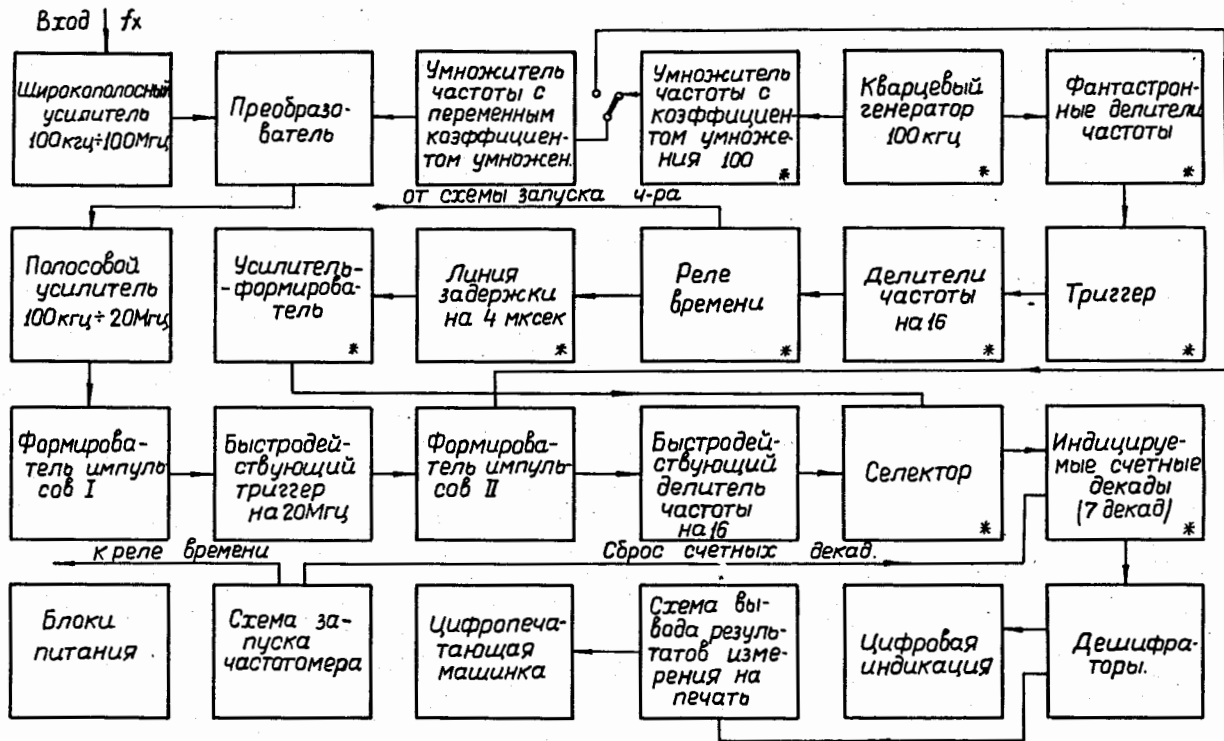 Вход fx
Широкополосный
усилитель
100кгц÷100Мгц
Преобразо-
ватель
Умножитель
частоты с
переменным
коэффициен-
том умножен.
Умножитель
частоты с
коэффициен
том умноже-
ния 100
*
Кварцевый
генератор
100кгц
*
Фантастрон-
ные делители
частоты
*
от схемы запуска ч-ра
Полосовой
усилитель
100кгц÷20Мгц
Усилитель-
-формирова-
тель
*
Линия
задержки
на 4 мксек
*
Реле
времени
*
Делители
частоты
на 16
*
Триггер
*
Формирова-
тель импуль-
сов I
Быстродей-
ствующий
триггер
на 20Мгц
Формирова-
тель импуль-
сов II
Быстродей-
ствующий
делитель
частоты
на 16
Селектор
*
Индицируе-
мые счетные
декады
(7 декад)
*
к реле времени
Сброс счетных декад.
Блоки
питания
Схема за-
пуска
частотомера
Цифропеча-
тающая
машинка
Схема вы-
вода резуль-
татов изме-
рения на
печать
Цифровая
индикация
Дешифра-
торы.